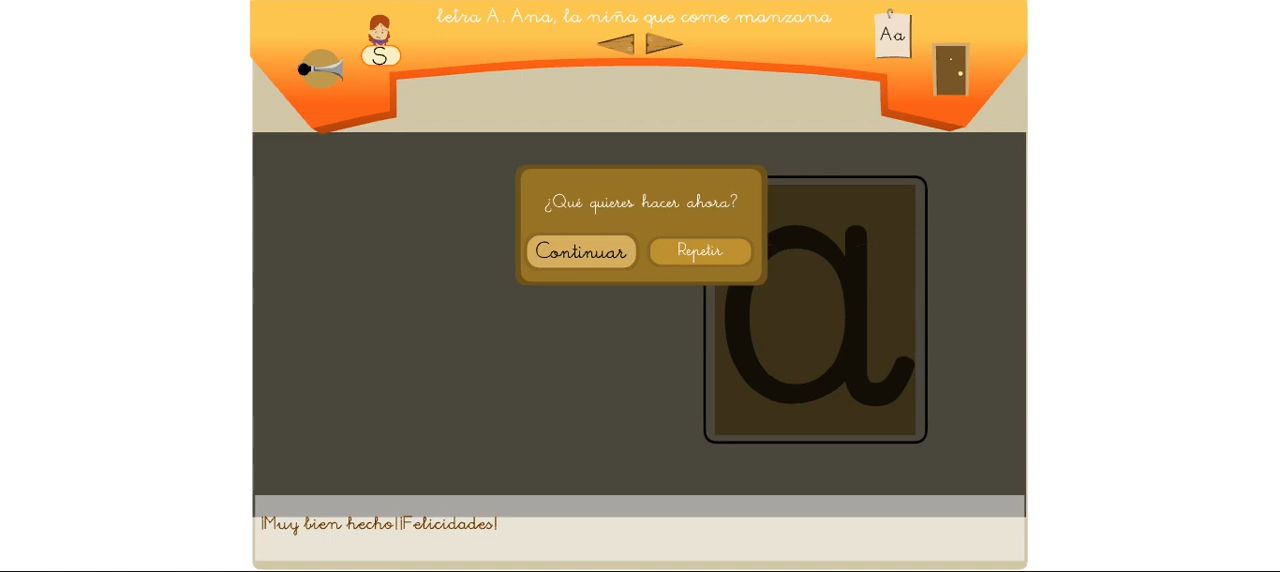 letra A. Ana, la niña que come manzana
S
Aa
¿Qué quieres hacer ahora?
Continuar
Repetir
a
¡Muy bien hecho!¡Felicidades!